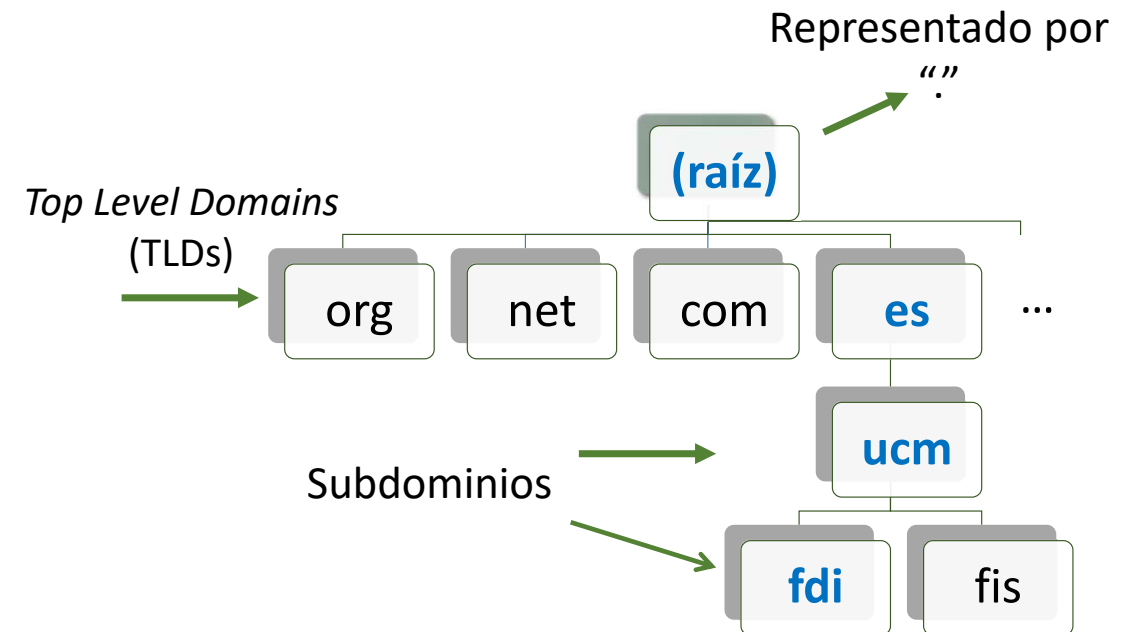 Representado por
“.”
(raíz)
Top Level Domains
(TLDs)
org net com es ...
ucm
Subdominios
fdi fis